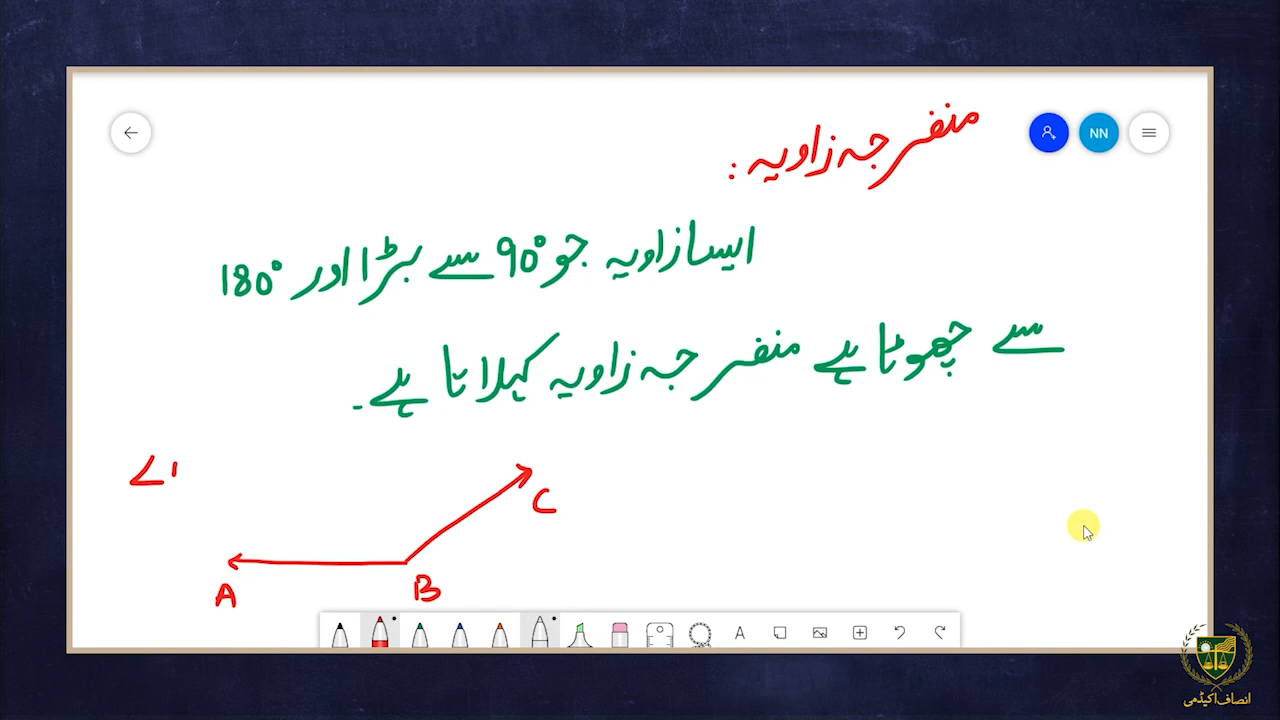 منفرجہ زاویہ :
NN
ایسا زاویہ جو 90° سے بڑا اور 180°
سے چھوٹا ہے منفرجہ زاویہ کہلاتا ہے۔
∠1
C
A
B
A
انصاف اکیڈمی